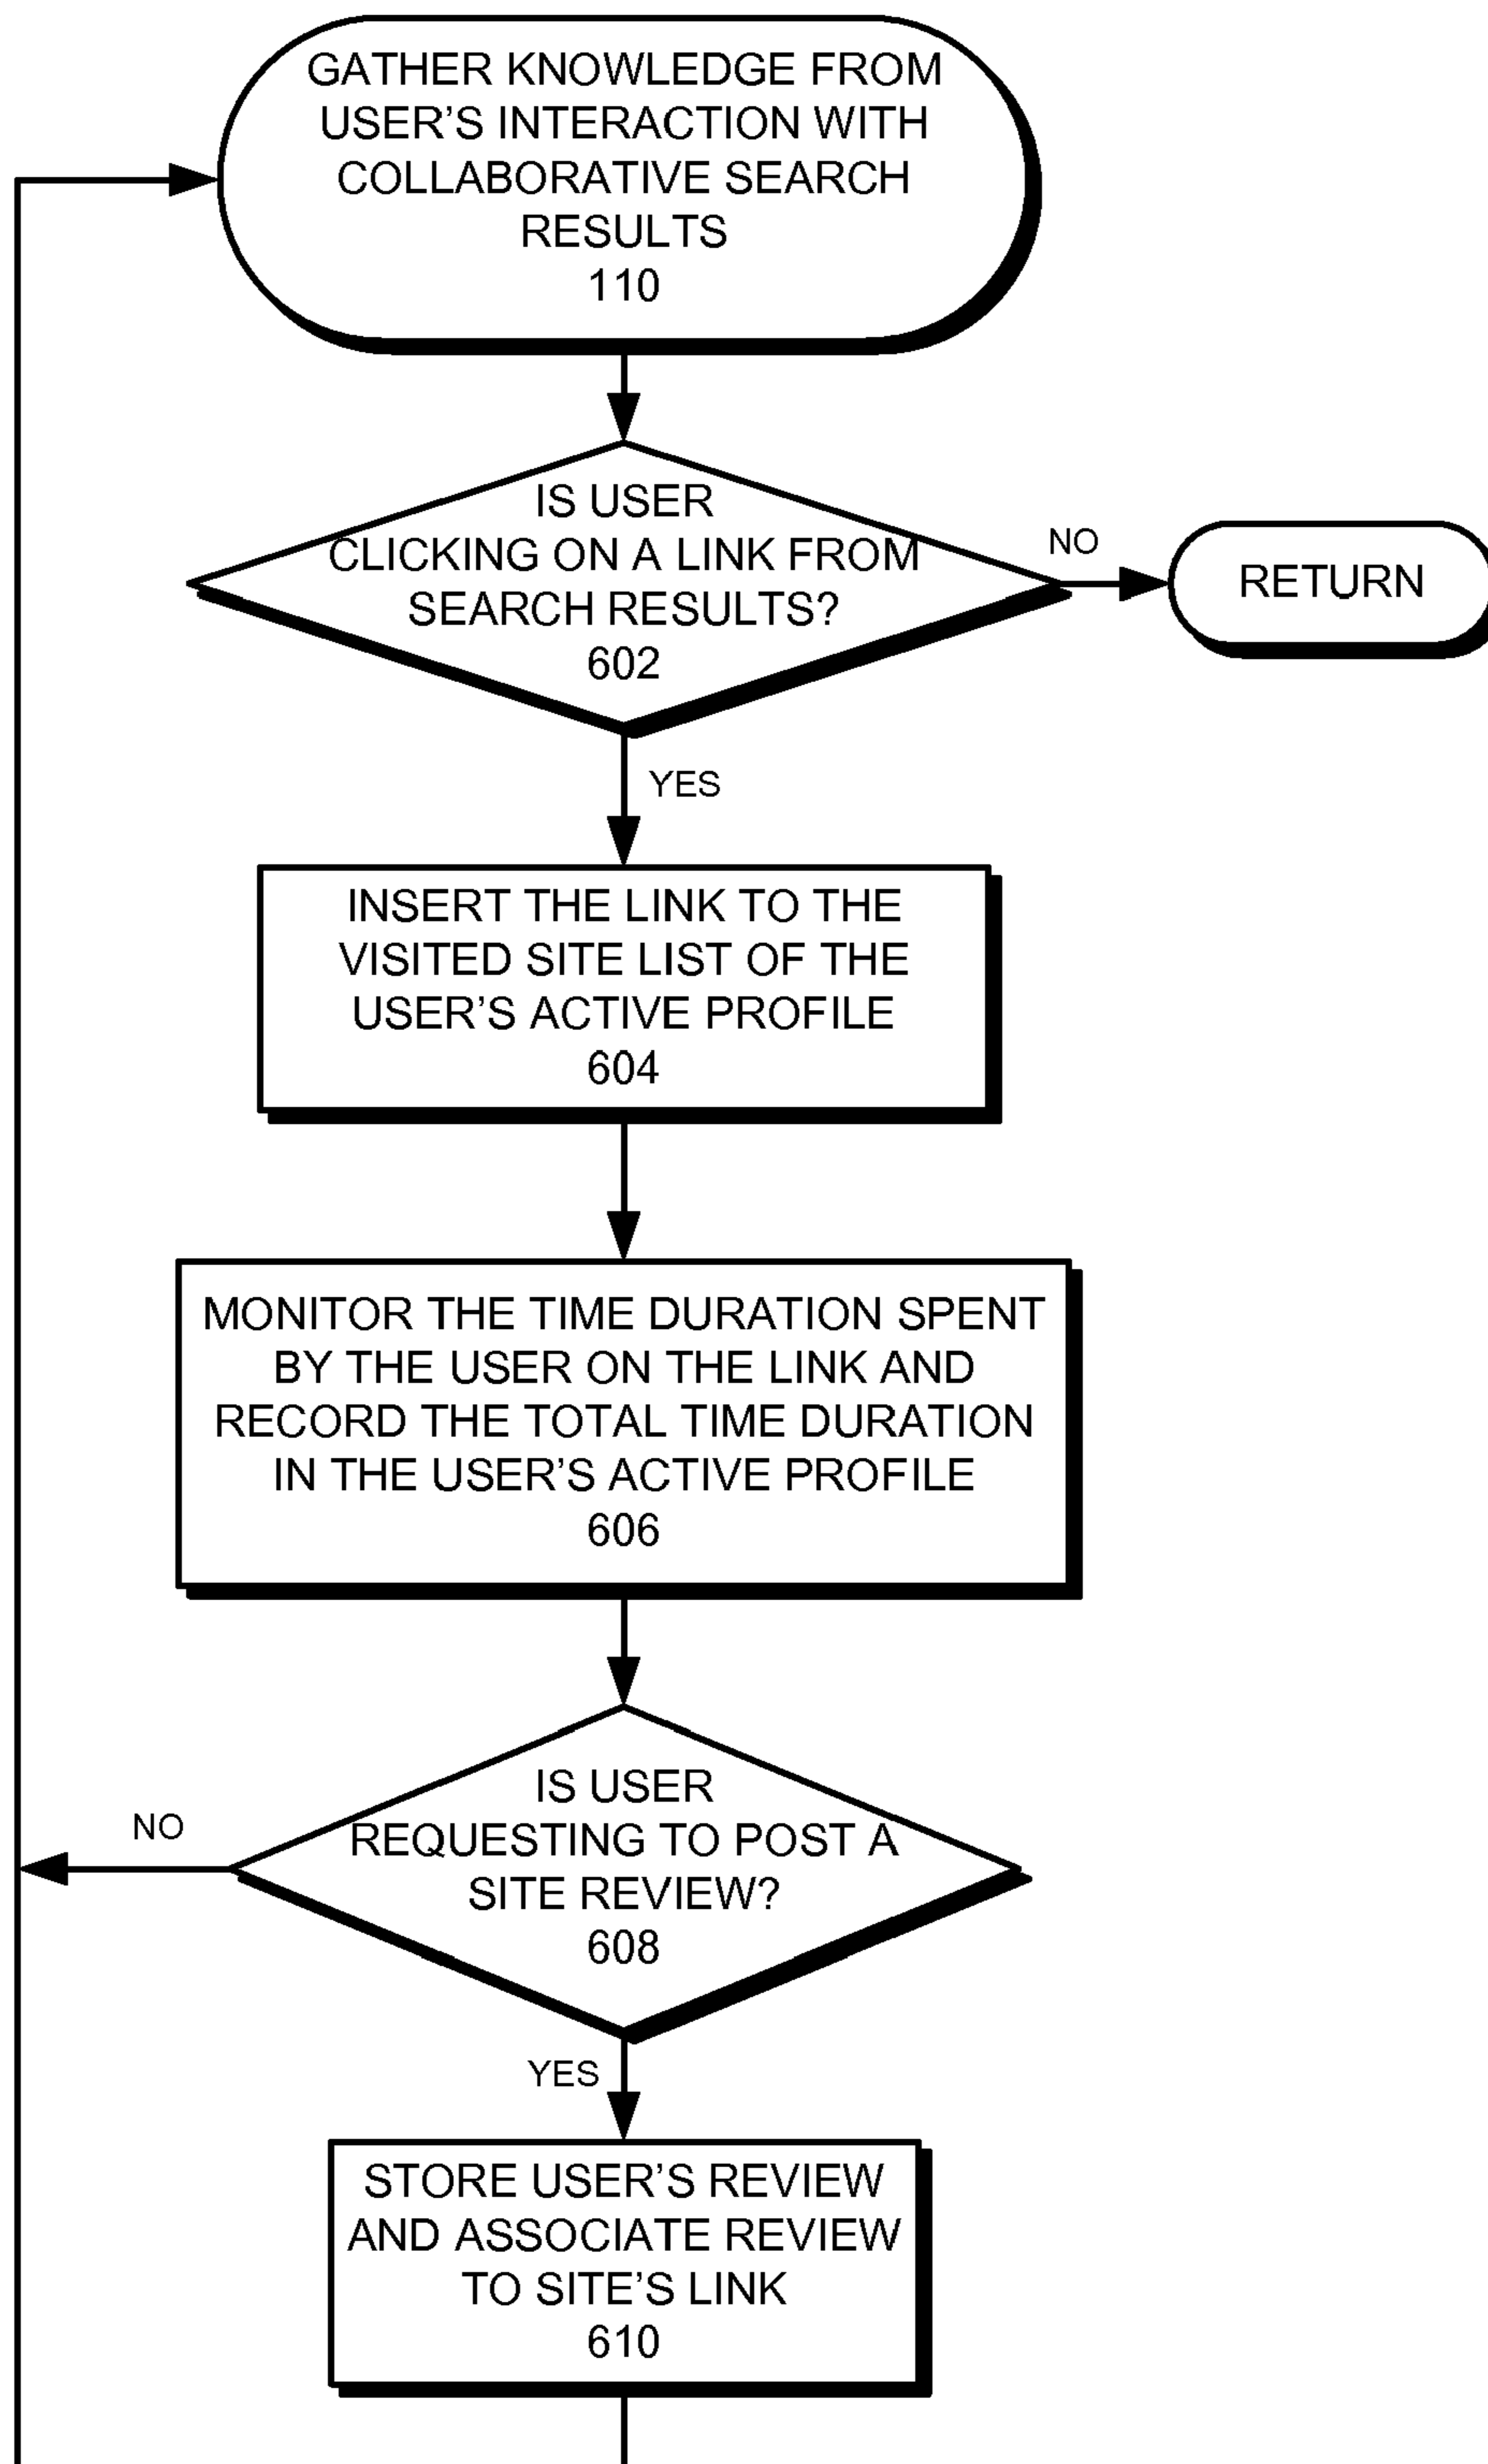 GATHER KNOWLEDGE FROM
USER'S INTERACTION WITH
COLLABORATIVE SEARCH
RESULTS
110
IS USER
CLICKING ON A LINK FROM
SEARCH RESULTS?
602
NO
RETURN
YES
INSERT THE LINK TO THE
VISITED SITE LIST OF THE
USER'S ACTIVE PROFILE
604
MONITOR THE TIME DURATION SPENT
BY THE USER ON THE LINK AND
RECORD THE TOTAL TIME DURATION
IN THE USER'S ACTIVE PROFILE
606
IS USER
REQUESTING TO POST A
SITE REVIEW?
608
NO
YES
STORE USER'S REVIEW
AND ASSOCIATE REVIEW
TO SITE'S LINK
610